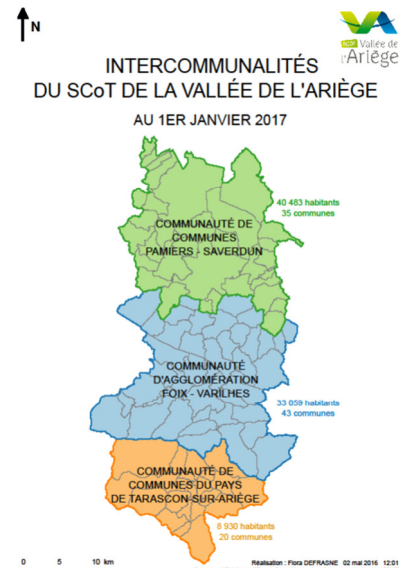 N
SCoT Vallée de
l'Ariège
INTERCOMMUNALITÉS
DU SCoT DE LA VALLÉE DE L'ARIÈGE
AU 1ER JANVIER 2017
40 483 habitants
35 communes
COMMUNAUTÉ DE
COMMUNES
PAMIERS - SAVERDUN
COMMUNAUTÉ
D'AGGLOMÉRATION
FOIX - VARILHES
33 059 habitants
43 communes
COMMUNAUTÉ DE
COMMUNES DU PAYS
DE TARASCON-SUR-ARIÈGE
8 930 habitants
20 communes
0 5 10 km
Réalisation : Flora DEFRASNE 02 mai 2016 12:01